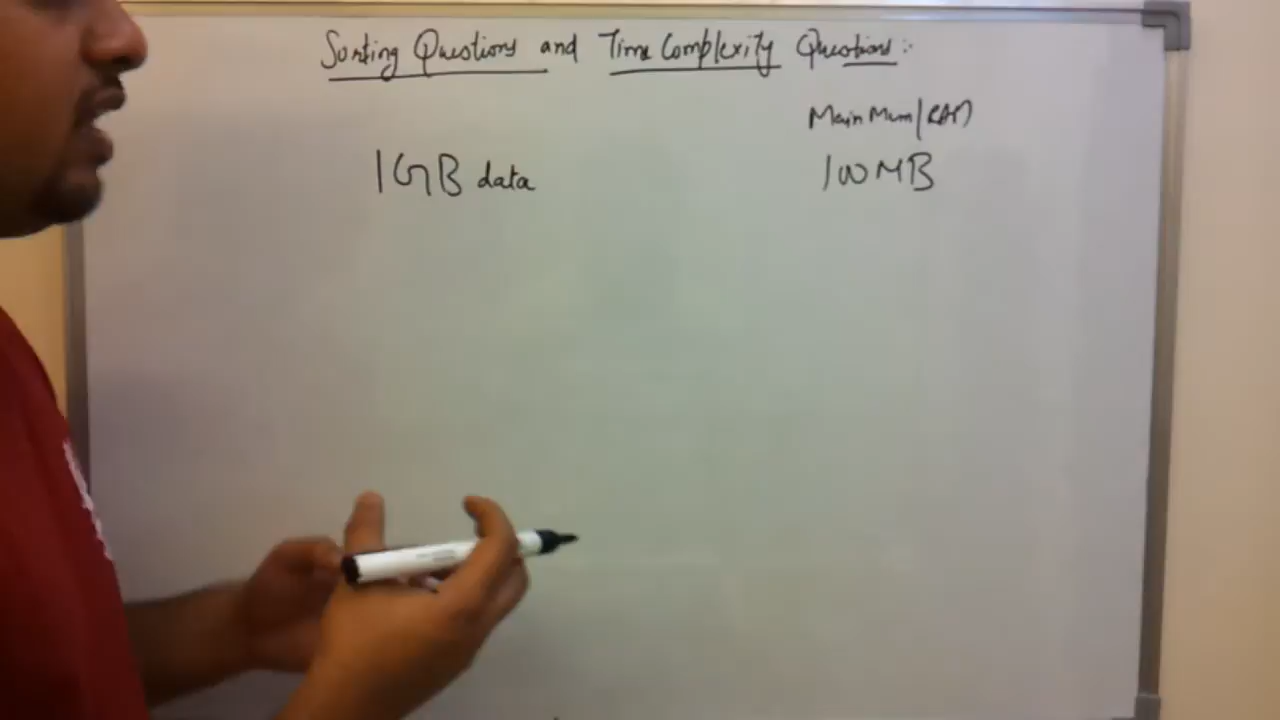 Sorting Questions and Time Complexity Questions :
Main Mem/RAM
1GB data
100MB